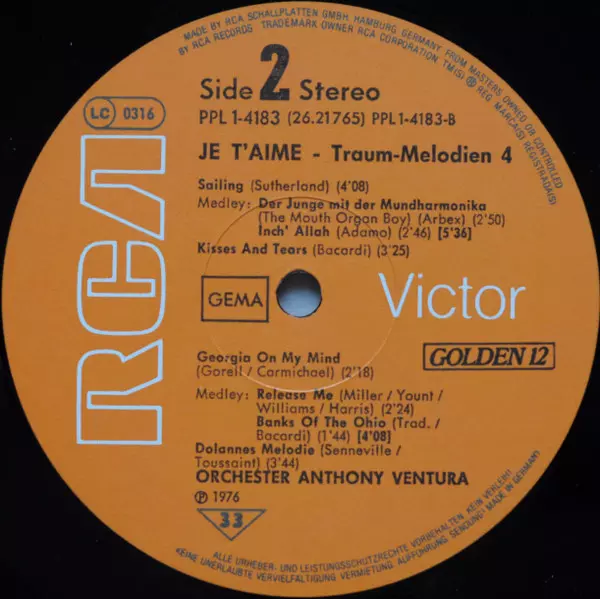 MADE BY RCA SCHALLPLATTEN GMBH HAMBURG GERMANY FROM MASTERS OWNED OR CONTROLLED
BY RCA RECORDS TRADEMARK OWNER RCA CORPORATION TM(S) ® REG. MARCA(S) REGISTRADA(S)
Side 2 Stereo
LC 0316
PPL 1-4183 (26.21765) PPL 1-4183-B
JE T'AIME - Traum-Melodien 4
Sailing (Sutherland) (4'08)
Medley: Der Junge mit der Mundharmonika
(The Mouth Organ Boy) (Arbex) (2'50)
Inch' Allah (Adamo) (2'46) [5'36]
Kisses And Tears (Bacardi) (3'25)
RCA
GEMA
Victor
GOLDEN 12
Georgia On My Mind
(Gorell / Carmichael) (2'18)
Medley: Release Me (Miller / Yount /
Williams / Harris) (2'24)
Banks Of The Ohio (Trad. /
Bacardi) (1'44) [4'08]
Dolannes Melodie (Senneville /
Toussaint) (3'44)
ORCHESTER ANTHONY VENTURA
℗ 1976
33
ALLE URHEBER- UND LEISTUNGSSCHUTZRECHTE VORBEHALTEN KEIN VERLEIH!
KEINE UNERLAUBTE VERVIELFÄLTIGUNG VERMIETUNG AUFFÜHRUNG SENDUNG! MADE IN GERMANY